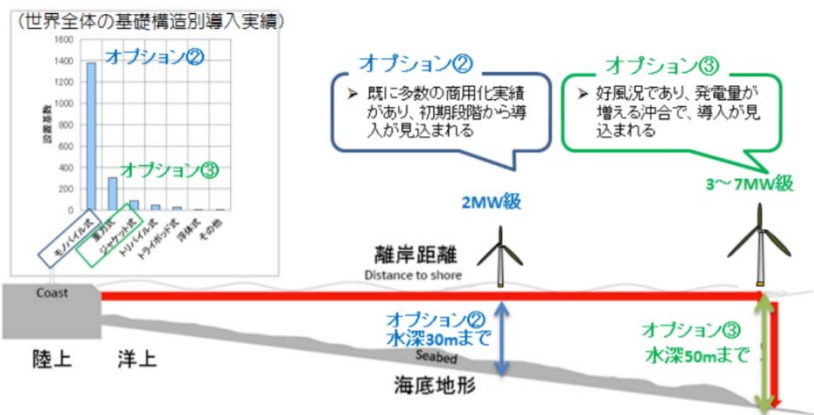 （世界全体の基礎構造別導入実績）
1600
1400
1200
1000
800
600
400
200
0
設置基数
オプション②
オプション③
モノパイル式
重力式
ジャケット式
トリパイル式
トライポッド式
浮体式
その他
オプション②
➤ 既に多数の商用化実績
があり、初期段階から導
入が見込まれる
オプション③
➤ 好風況であり、発電量が
増える沖合で、導入が見
込まれる
2MW級
3～7MW級
離岸距離
Distance to shore
Coast
オプション②
水深30mまで
オプション③
水深50mまで
Seabed
陸上
洋上
海底地形